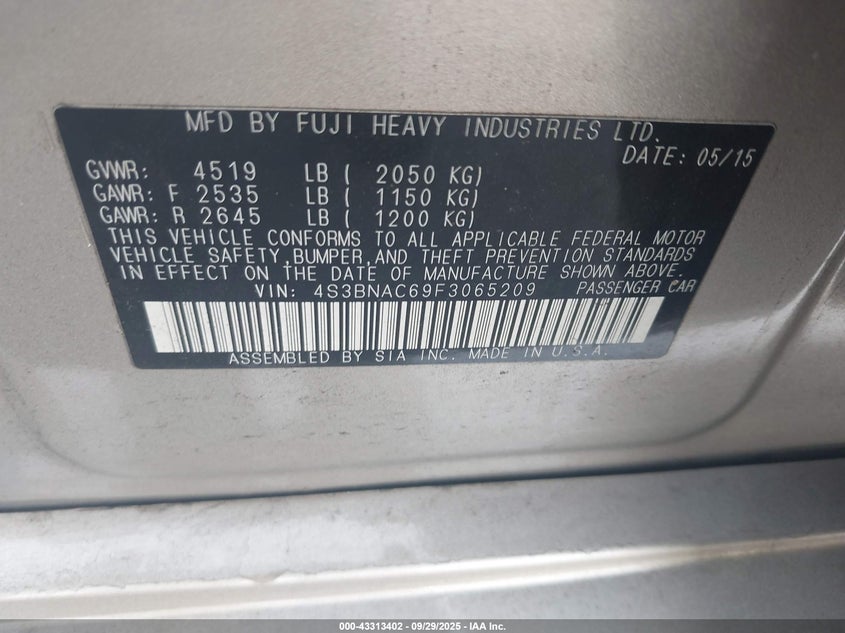 MFD BY FUJI HEAVY INDUSTRIES LTD.
DATE: 05/15
GVWR: 4519 LB ( 2050 KG)
GAWR: F 2535 LB ( 1150 KG)
GAWR: R 2645 LB ( 1200 KG)
THIS VEHICLE CONFORMS TO ALL APPLICABLE FEDERAL MOTOR
VEHICLE SAFETY, BUMPER, AND THEFT PREVENTION STANDARDS
IN EFFECT ON THE DATE OF MANUFACTURE SHOWN ABOVE.
VIN: 4S3BNAC69F3065209 PASSENGER CAR
ASSEMBLED BY SIA INC. MADE IN U.S.A.
000-43313402 - 09/29/2025 - IAA Inc.